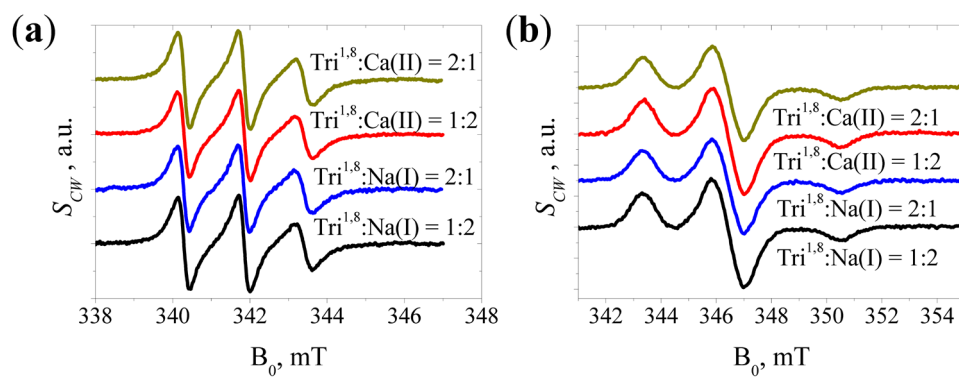 (a)
S_CW, a.u.
Tri^1,8:Ca(II) = 2:1
Tri^1,8:Ca(II) = 1:2
Tri^1,8:Na(I) = 2:1
Tri^1,8:Na(I) = 1:2
338 340 342 344 346 348
B_0, mT
(b)
S_CW, a.u.
Tri^1,8:Ca(II) = 2:1
Tri^1,8:Ca(II) = 1:2
Tri^1,8:Na(I) = 2:1
Tri^1,8:Na(I) = 1:2
342 344 346 348 350 352 354
B_0, mT